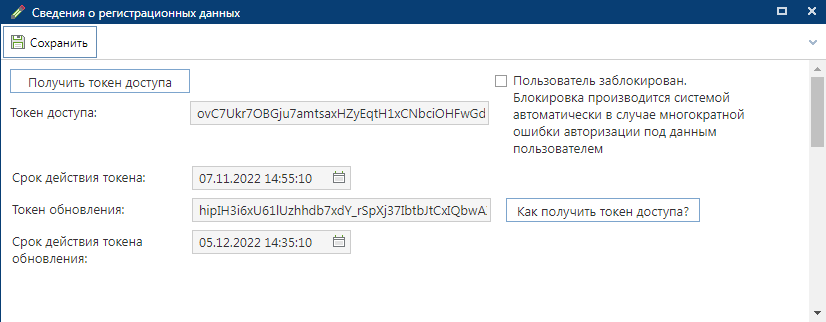 Сведения о регистрационных данных
Сохранить
Получить токен доступа
Пользователь заблокирован.
Блокировка производится системой
автоматически в случае многократной
ошибки авторизации под данным
пользователем
Токен доступа:
ovC7Ukr7OBGju7amtsaxHZyEqtH1xCNbciOHFwGd
Срок действия токена:
07.11.2022 14:55:10
Токен обновления:
hipIH3i6xU61lUzhhdb7xdY_rSpXj37IbtbJtCxIQbwA
Как получить токен доступа?
Срок действия токена
обновления:
05.12.2022 14:35:10